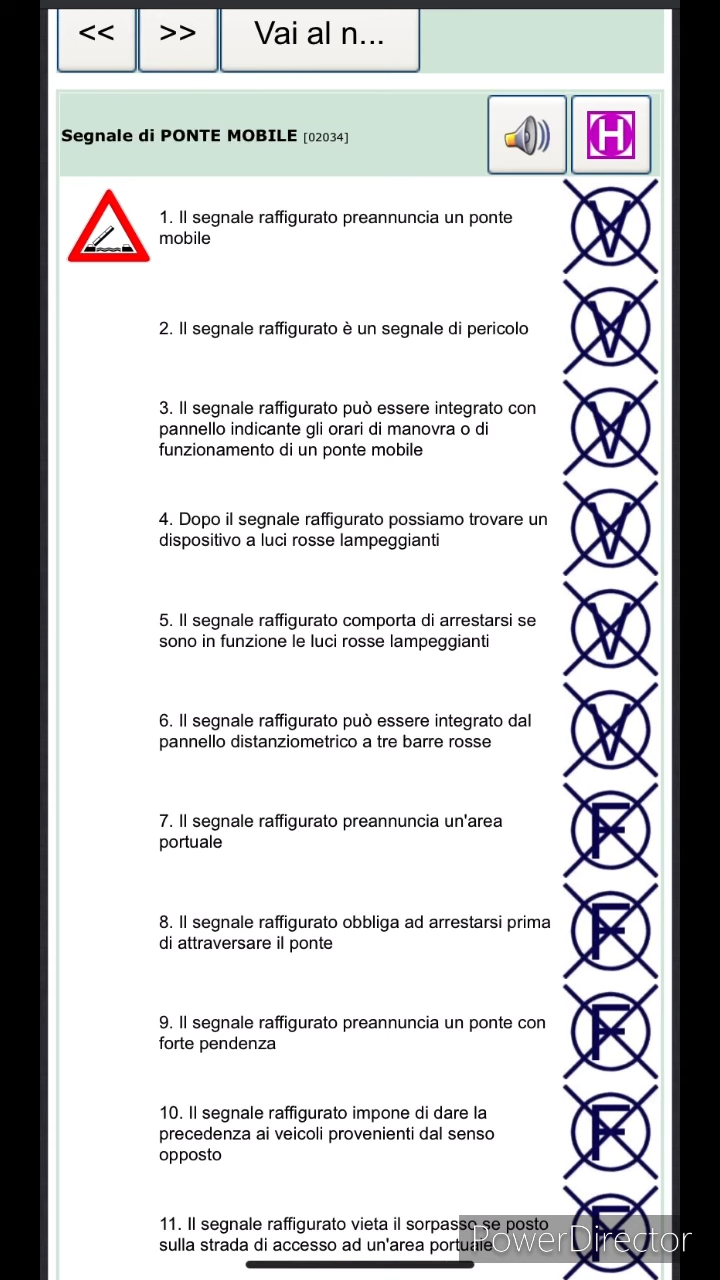 << >> Vai al n...
Segnale di PONTE MOBILE [02034]
H
1. Il segnale raffigurato preannuncia un ponte
mobile
V
2. Il segnale raffigurato è un segnale di pericolo
V
3. Il segnale raffigurato può essere integrato con
pannello indicante gli orari di manovra o di
funzionamento di un ponte mobile
V
4. Dopo il segnale raffigurato possiamo trovare un
dispositivo a luci rosse lampeggianti
V
5. Il segnale raffigurato comporta di arrestarsi se
sono in funzione le luci rosse lampeggianti
V
6. Il segnale raffigurato può essere integrato dal
pannello distanziometrico a tre barre rosse
V
7. Il segnale raffigurato preannuncia un'area
portuale
F
8. Il segnale raffigurato obbliga ad arrestarsi prima
di attraversare il ponte
F
9. Il segnale raffigurato preannuncia un ponte con
forte pendenza
F
10. Il segnale raffigurato impone di dare la
precedenza ai veicoli provenienti dal senso
opposto
F
11. Il segnale raffigurato vieta il sorpasso se posto
sulla strada di accesso ad un'area portuale
F
PowerDirector